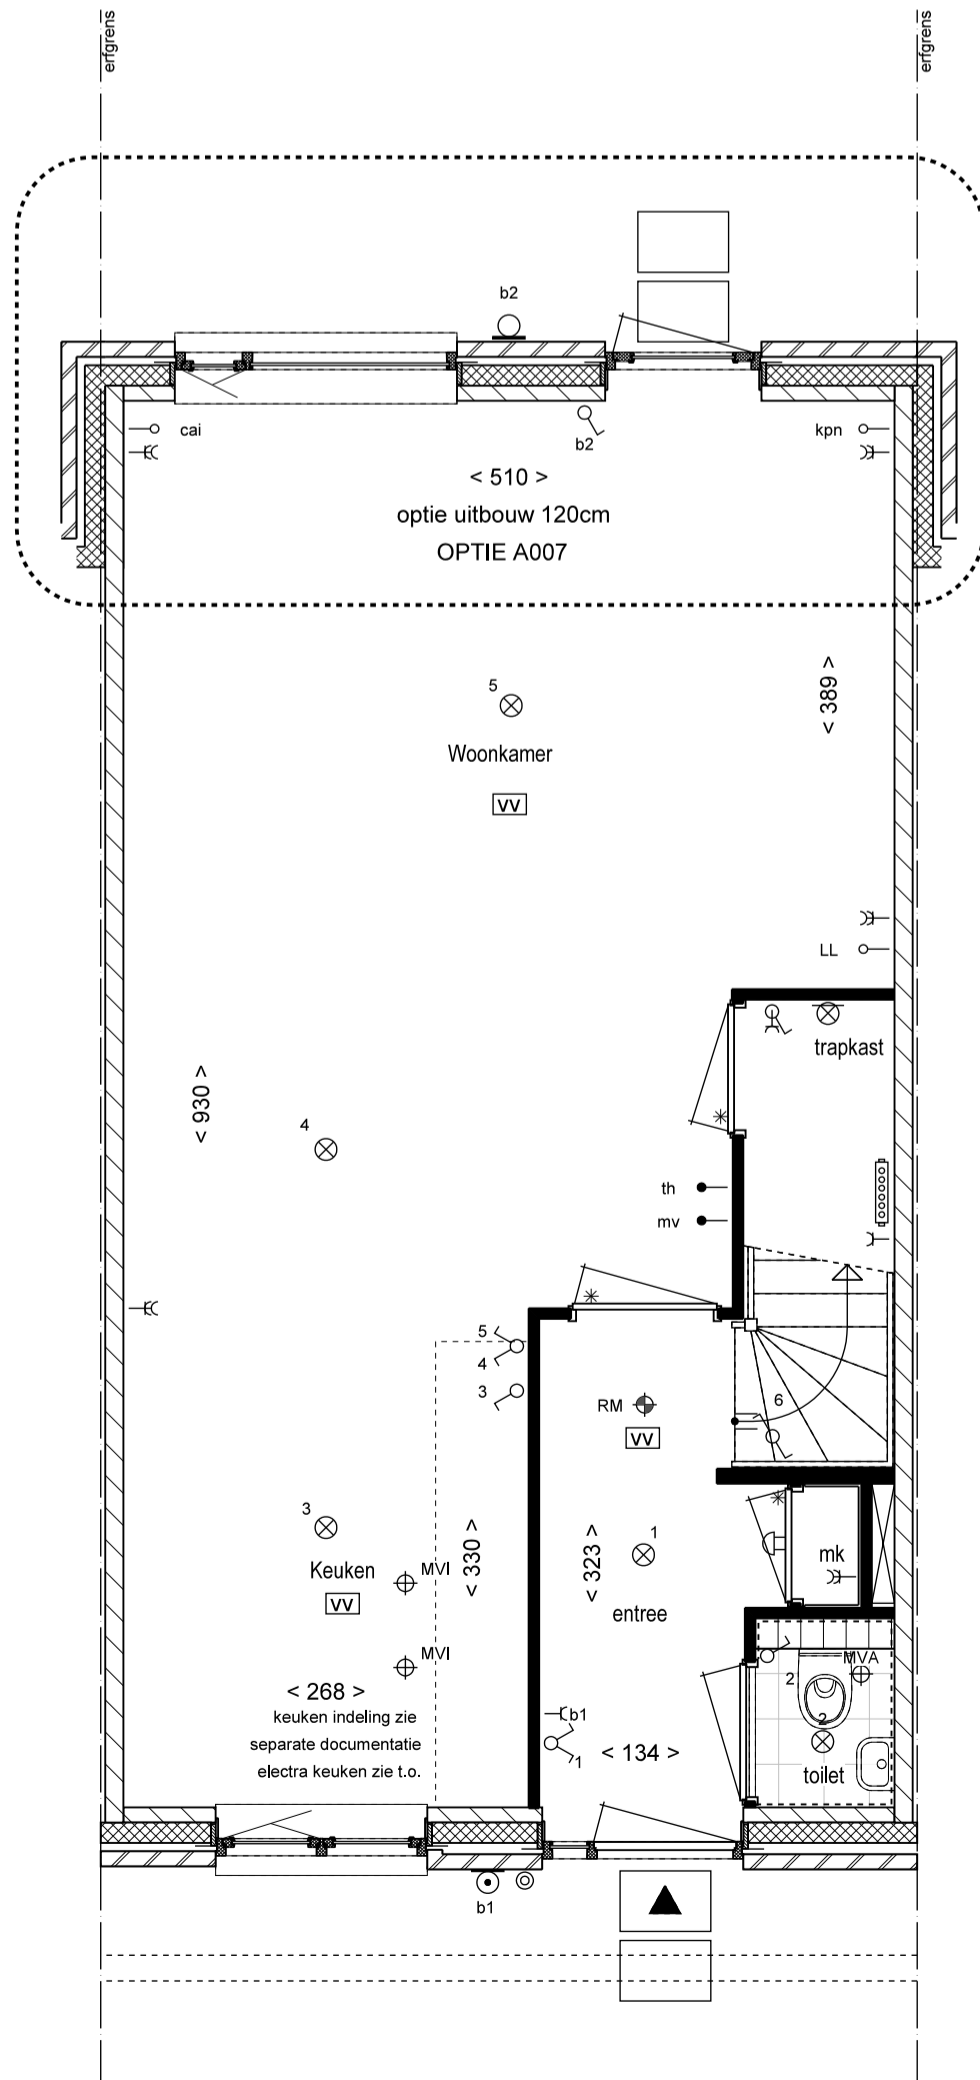 erfgrens
erfgrens
b2
cai
b2
kpn
< 510 >
optie uitbouw 120cm
OPTIE A007
< 389 >
5
Woonkamer
VV
LL
trapkast
< 930 >
4
th
mv
5
4
3
6
RM
VV
3
Keuken
VV
MVI
MVI
< 330 >
< 323 >
1
entree
mk
MVA
2
2
toilet
< 268 >
keuken indeling zie
separate documentatie
electra keuken zie t.o.
b1
1
< 134 >
b1